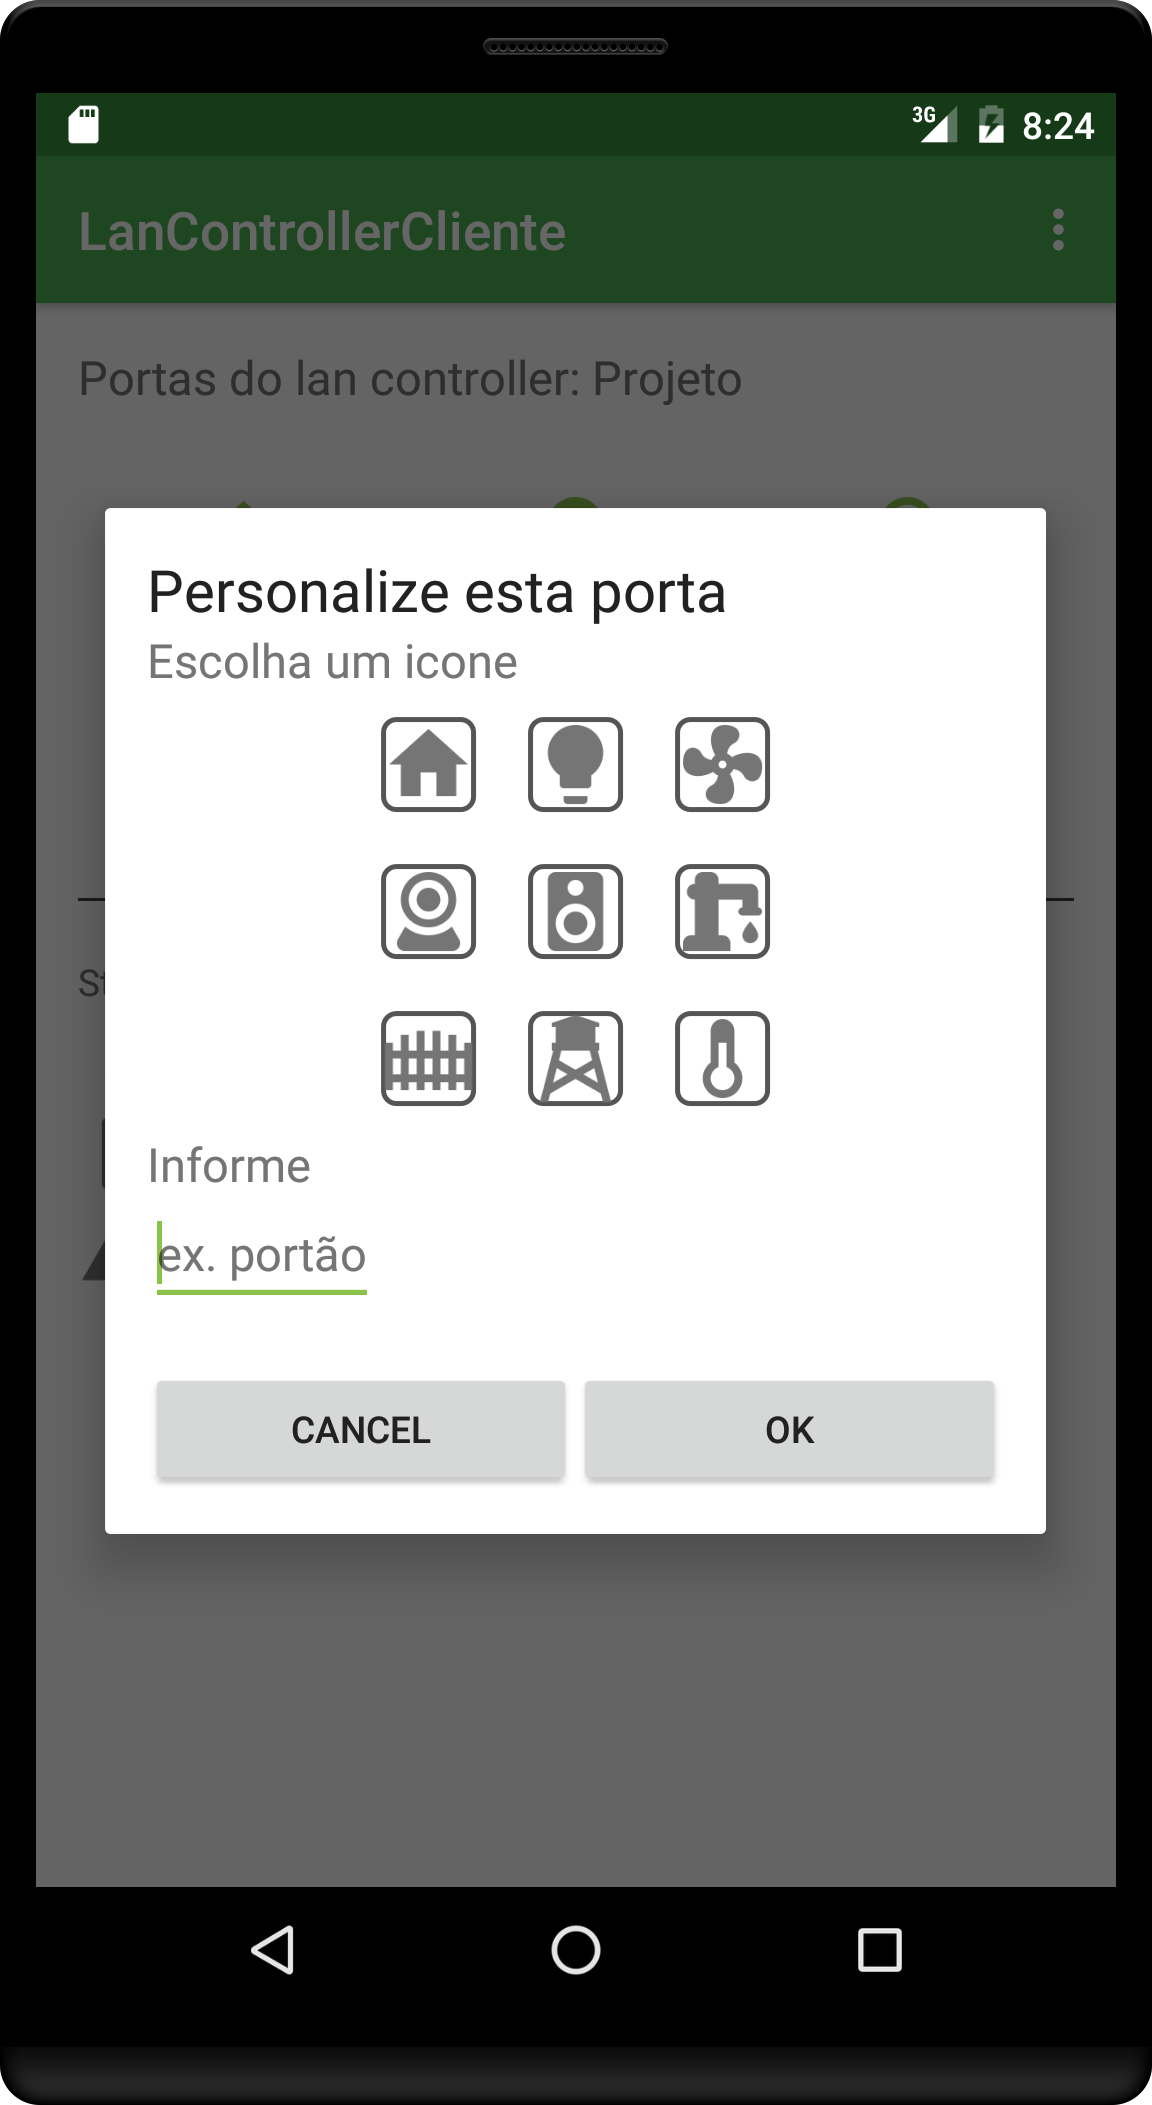 3G 8:24
LanControllerCliente
Portas do lan controller: Projeto
Personalize esta porta
Escolha um icone
Informe
ex. portão
CANCEL
OK